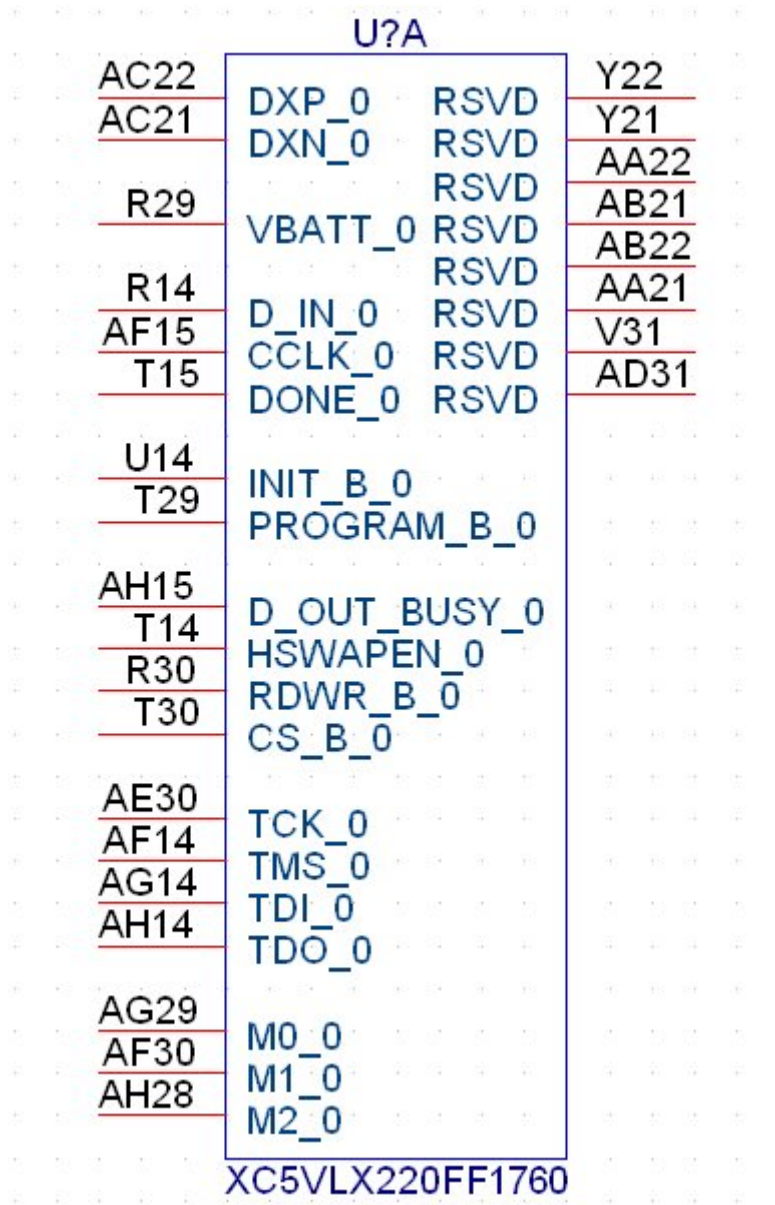 U?A
AC22 DXP_0 RSVD Y22
AC21 DXN_0 RSVD Y21
RSVD AA22
R29 VBATT_0 RSVD AB21
RSVD AB22
R14 D_IN_0 RSVD AA21
AF15 CCLK_0 RSVD V31
T15 DONE_0 RSVD AD31
U14 INIT_B_0
T29 PROGRAM_B_0
AH15 D_OUT_BUSY_0
T14 HSWAPEN_0
R30 RDWR_B_0
T30 CS_B_0
AE30 TCK_0
AF14 TMS_0
AG14 TDI_0
AH14 TDO_0
AG29 M0_0
AF30 M1_0
AH28 M2_0
XC5VLX220FF1760